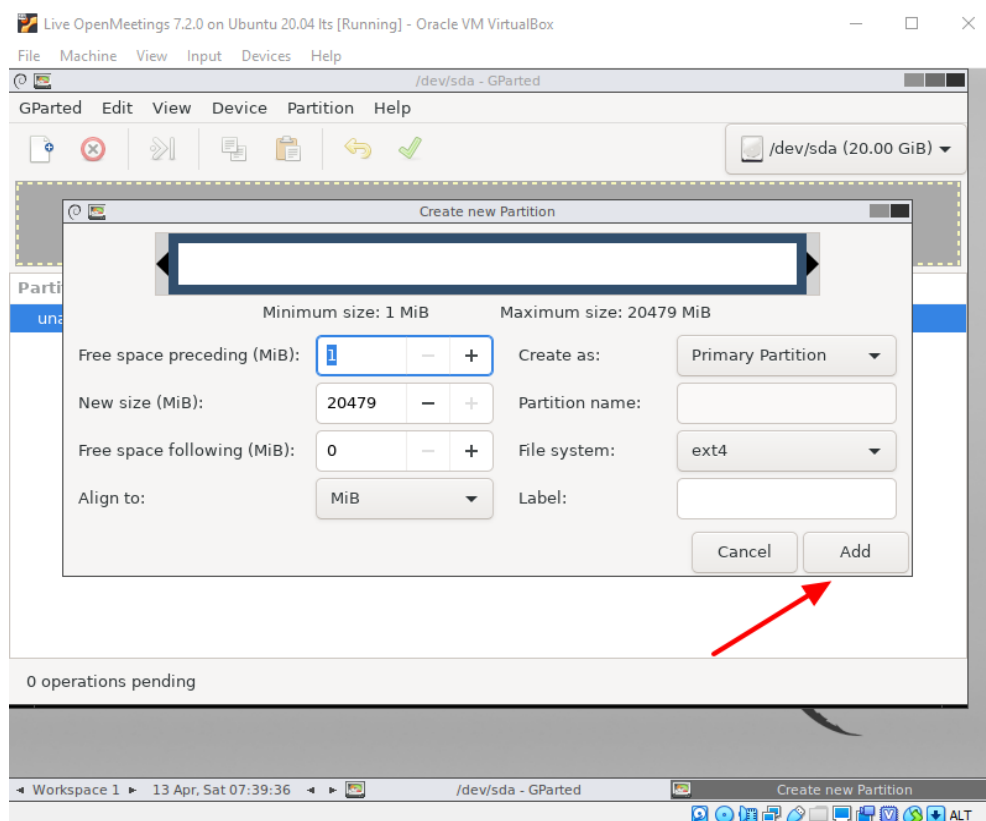 Live OpenMeetings 7.2.0 on Ubuntu 20.04 lts [Running] - Oracle VM VirtualBox
File Machine View Input Devices Help
/dev/sda - GParted
GParted Edit View Device Partition Help
/dev/sda (20.00 GiB)
Create new Partition
Parti
una
Minimum size: 1 MiB Maximum size: 20479 MiB
Free space preceding (MiB): 1 Create as: Primary Partition
New size (MiB): 20479 Partition name:
Free space following (MiB): 0 File system: ext4
Align to: MiB Label:
Cancel Add
0 operations pending
Workspace 1 13 Apr, Sat 07:39:36 /dev/sda - GParted Create new Partition
ALT